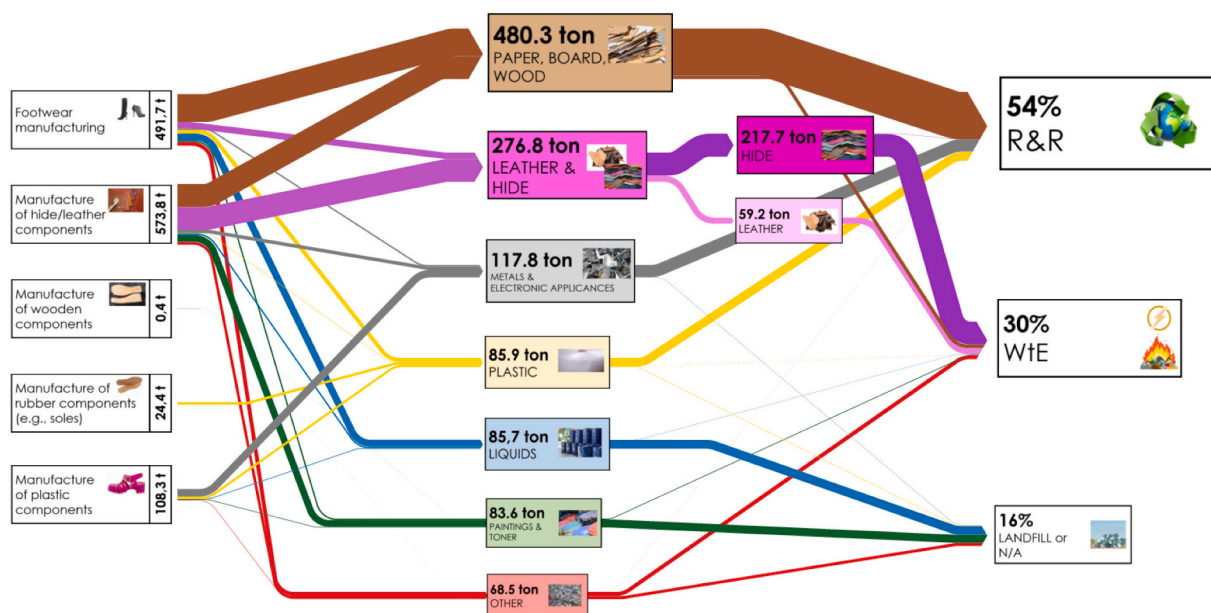 Footwear
manufacturing
491,7 t
Manufacture
of hide/leather
components
573,8 t
Manufacture
of wooden
components
0,4 t
Manufacture of
rubber components
(e.g., soles)
24,4 t
Manufacture
of plastic
components
108,3 t
480.3 ton
PAPER, BOARD,
WOOD
276.8 ton
LEATHER &
HIDE
117.8 ton
METALS &
ELECTRONIC APPLICANCES
85.9 ton
PLASTIC
85,7 ton
LIQUIDS
83.6 ton
PAINTINGS &
TONER
68.5 ton
OTHER
217.7 ton
HIDE
59.2 ton
LEATHER
54%
R&R
30%
WtE
16%
LANDFILL or
N/A